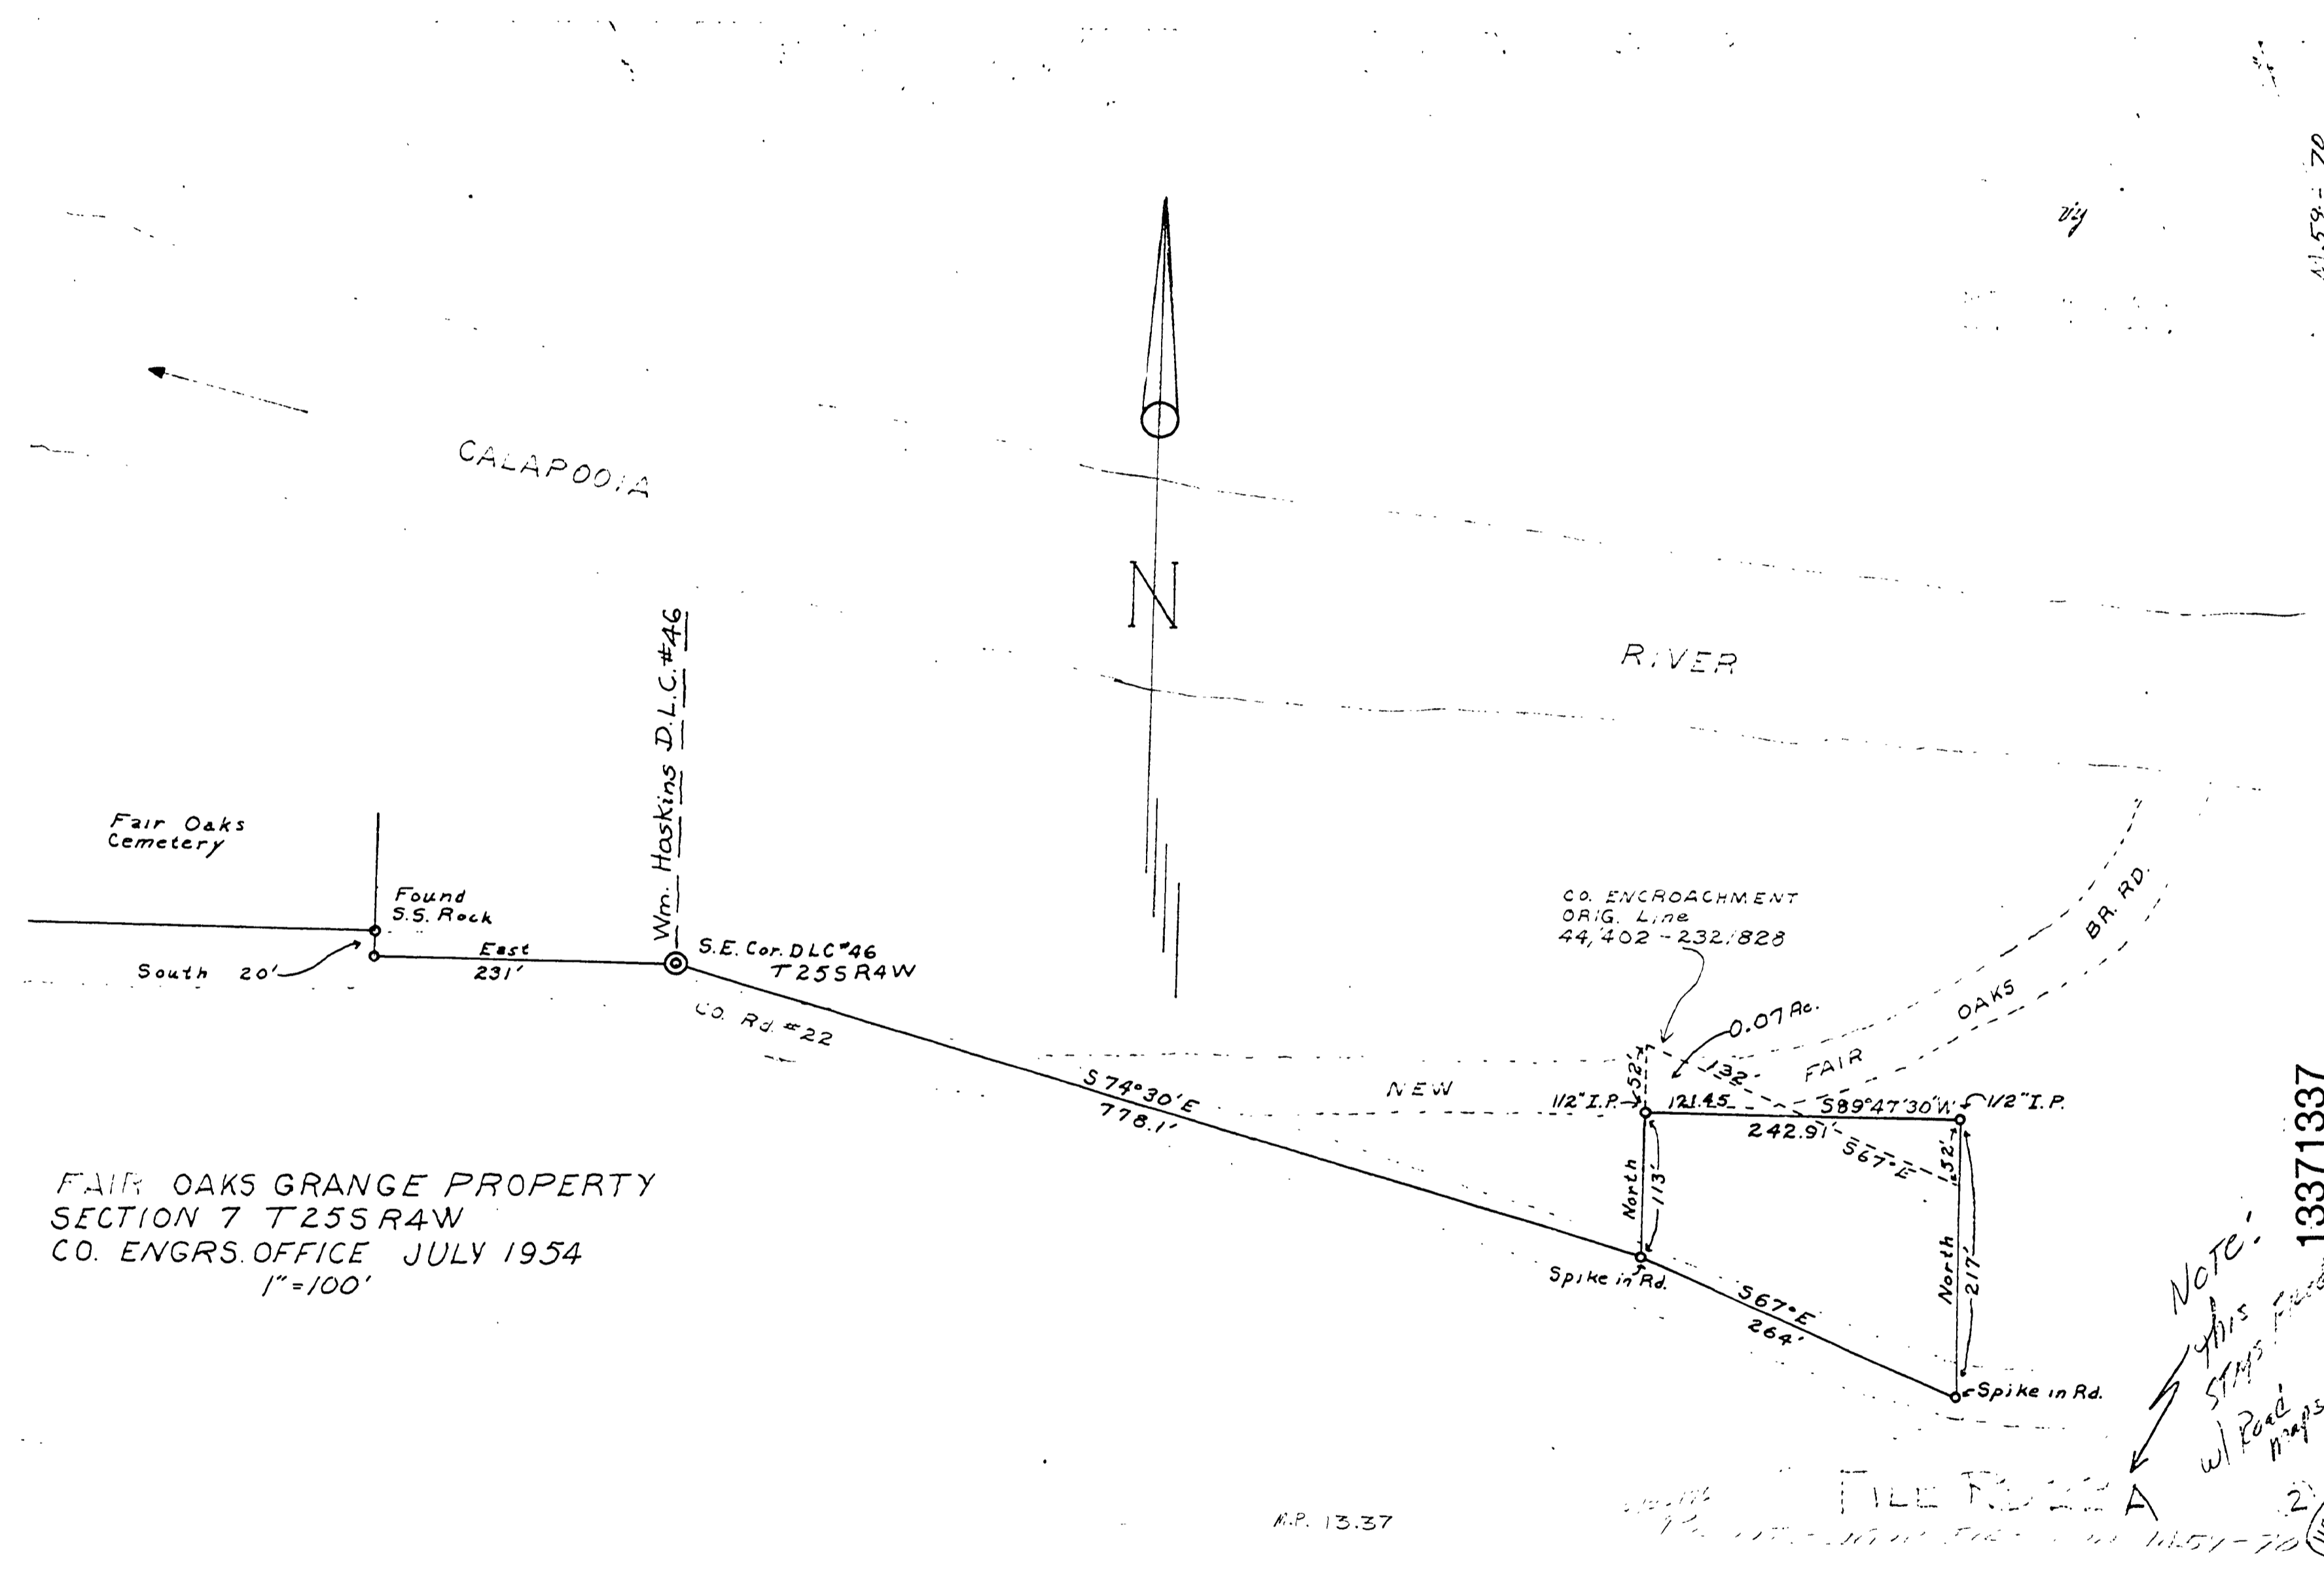 CALAPOOIA
N
RIVER
Wm. Haskins D.L.C. #46
Fair Oaks
Cemetery
Found
S.S. Rock
South 20'
East
231'
S.E. Cor. DLC #46
T25S R4W
CO. Rd. #22
S 74° 30' E
778.1'
NEW
CO. ENCROACHMENT
ORIG. Line
44,402 - 232,828
0.07 Ac.
FAIR
OAKS
BR. RD.
52'
132'
1/2" I.P.
121.45
S89°47'30"W
1/2" I.P.
242.91'
S67°E
52'
North
113'
North
217'
Spike in Rd.
S67°E
264'
Spike in Rd.
FAIR OAKS GRANGE PROPERTY
SECTION 7 T25S R4W
CO. ENGRS. OFFICE JULY 1954
1"=100'
M.P. 13.37
13371337
NOTE:
this
w/ Road
maps
FILE
A
M54-70